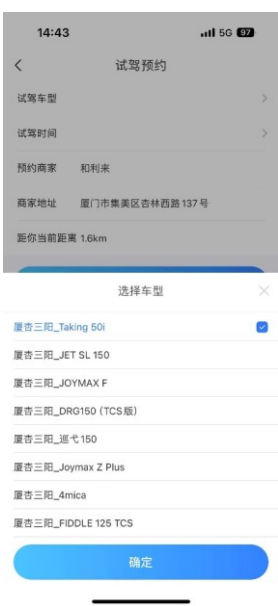 14:43 5G 97
试驾预约
试驾车型
试驾时间
预约商家 和利来
商家地址 厦门市集美区杏林西路137号
距你当前距离 1.6km
选择车型
厦杏三阳_Taking 50i
厦杏三阳_JET SL 150
厦杏三阳_JOYMAX F
厦杏三阳_DRG150 (TCS版)
厦杏三阳_巡弋150
厦杏三阳_Joymax Z Plus
厦杏三阳_4mica
厦杏三阳_FIDDLE 125 TCS
确定